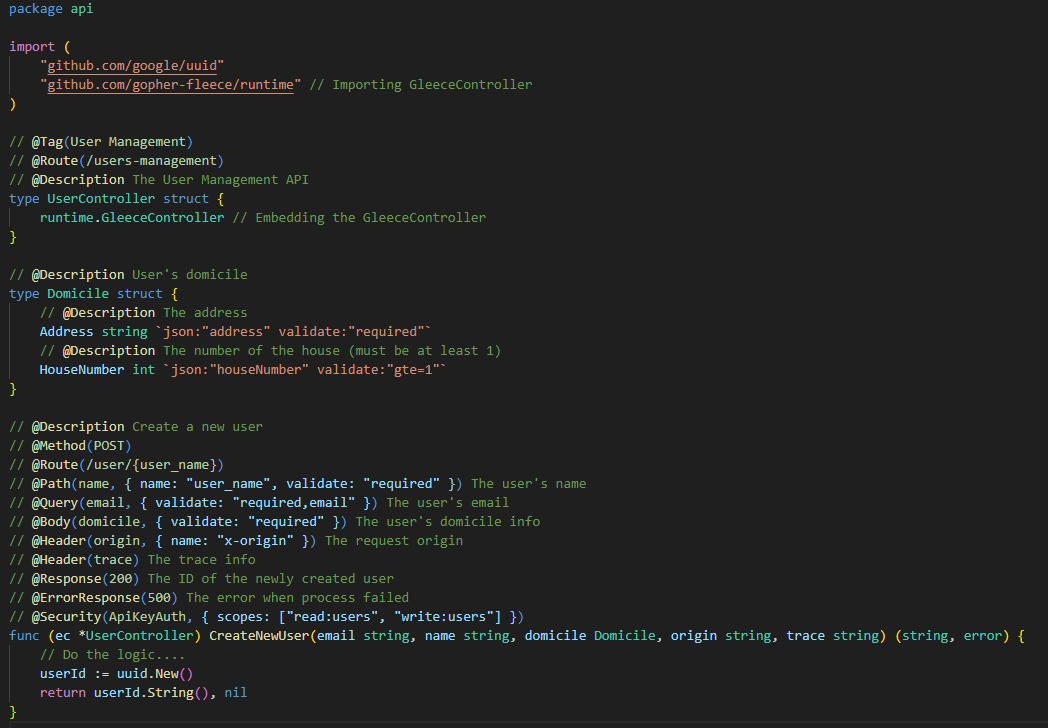 package api
import (
"github.com/google/uuid"
"github.com/gopher-fleece/runtime" // Importing GleeceController
)
// @Tag(User Management)
// @Route(/users-management)
// @Description The User Management API
type UserController struct {
runtime.GleeceController // Embedding the GleeceController
}
// @Description User's domicile
type Domicile struct {
// @Description The address
Address string `json:"address" validate:"required"`
// @Description The number of the house (must be at least 1)
HouseNumber int `json:"houseNumber" validate:"gte=1"`
}
// @Description Create a new user
// @Method(POST)
// @Route(/user/{user_name})
// @Path(name, { name: "user_name", validate: "required" }) The user's name
// @Query(email, { validate: "required,email" }) The user's email
// @Body(domicile, { validate: "required" }) The user's domicile info
// @Header(origin, { name: "x-origin" }) The request origin
// @Header(trace) The trace info
// @Response(200) The ID of the newly created user
// @ErrorResponse(500) The error when process failed
// @Security(ApiKeyAuth, { scopes: ["read:users", "write:users"] })
func (ec *UserController) CreateNewUser(email string, name string, domicile Domicile, origin string, trace string) (string, error) {
// Do the logic....
userId := uuid.New()
return userId.String(), nil
}